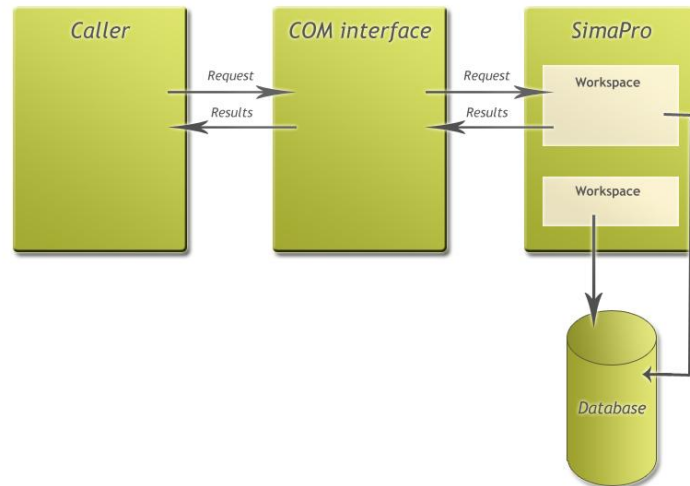 Caller
COM interface
SimaPro
Request
Request
Workspace
Results
Results
Workspace
Database